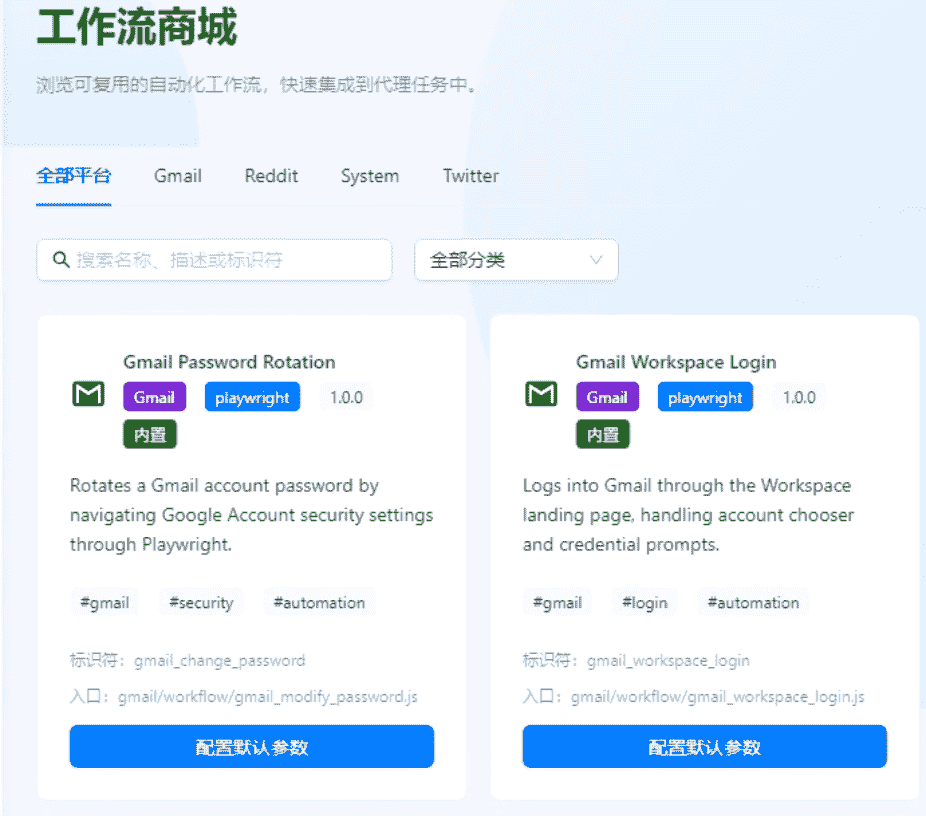 工作流商城
浏览可复用的自动化工作流，快速集成到代理任务中。
全部平台 Gmail Reddit System Twitter
搜索名称、描述或标识符 全部分类
Gmail Password Rotation
Gmail playwright 1.0.0
内置
Rotates a Gmail account password by
navigating Google Account security settings
through Playwright.
#gmail #security #automation
标识符：gmail_change_password
入口：gmail/workflow/gmail_modify_password.js
配置默认参数
Gmail Workspace Login
Gmail playwright 1.0.0
内置
Logs into Gmail through the Workspace
landing page, handling account chooser
and credential prompts.
#gmail #login #automation
标识符：gmail_workspace_login
入口：gmail/workflow/gmail_workspace_login.js
配置默认参数